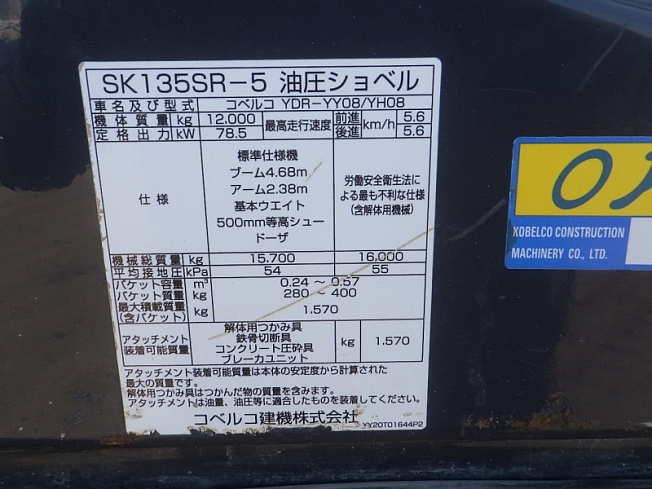 SK135SR-5 油圧ショベル
車名及び型式 コベルコ YDR-YY08/YH08
機体質量 kg 12.000 最高走行速度 前進 km/h 5.6
定格出力 kW 78.5 後進 5.6
仕様
標準仕様機
ブーム4.68m
アーム2.38m
基本ウエイト
500mm等高シュー
ドーザ
労働安全衛生法に
よる最も不利な仕様
(含解体用機械)
機械総質量 kg 15.700 16.000
平均接地圧 kPa 54 55
バケット容量 m³ 0.24 ~ 0.57
バケット質量 kg 280 ~ 400
最大積載質量 (含バケット) kg 1.570
アタッチメント
装着可能質量
解体用つかみ具
鉄骨切断具
コンクリート圧砕具
ブレーカユニット
kg 1.570
アタッチメント装着可能質量は本体の安定度から計算された
最大の質量です。
解体用つかみ具はつかんだ物の質量を含みます。
アタッチメントは油量、油圧等に適合したものを装着してください。
コベルコ建機株式会社
YY20T01644P2
KOBELCO CONSTRUCTION
MACHINERY CO., LTD.